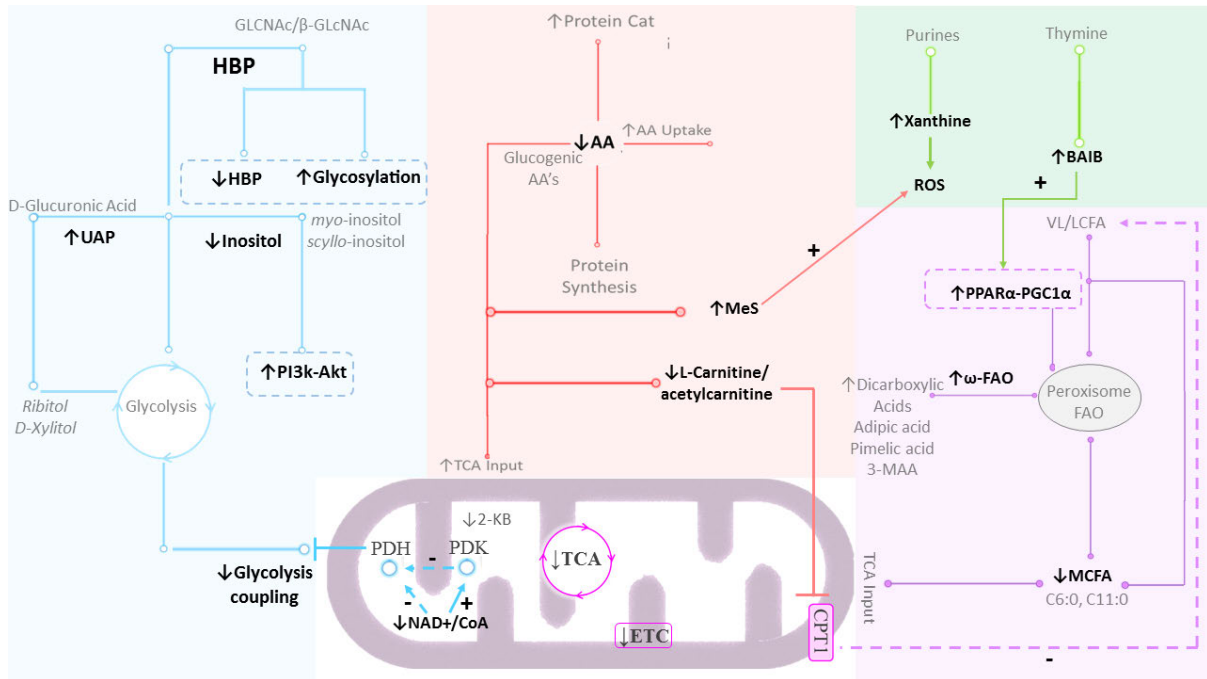 GLCNAc/β-GLcNAc
HBP
↓HBP
↑Glycosylation
D-Glucuronic Acid
↑UAP
↓Inositol
myo-inositol
scyllo-inositol
↑PI3k-Akt
Ribitol
D-Xylitol
Glycolysis
↓Glycolysis
coupling
↑Protein Cat
i
↓AA
↑AA Uptake
Glucogenic
AA's
Protein
Synthesis
↑MeS
↓L-Carnitine/
acetylcarnitine
↑TCA Input
Purines
Thymine
↑Xanthine
↑BAIB
ROS
+
+
VL/LCFA
↑PPARα-PGC1α
↑Dicarboxylic
Acids
Adipic acid
Pimelic acid
3-MAA
↑ω-FAO
Peroxisome
FAO
TCA Input
↓MCFA
C6:0, C11:0
↓2-KB
PDH
-
PDK
-
+
↓NAD+/CoA
↓TCA
↓ETC
CPT1
-